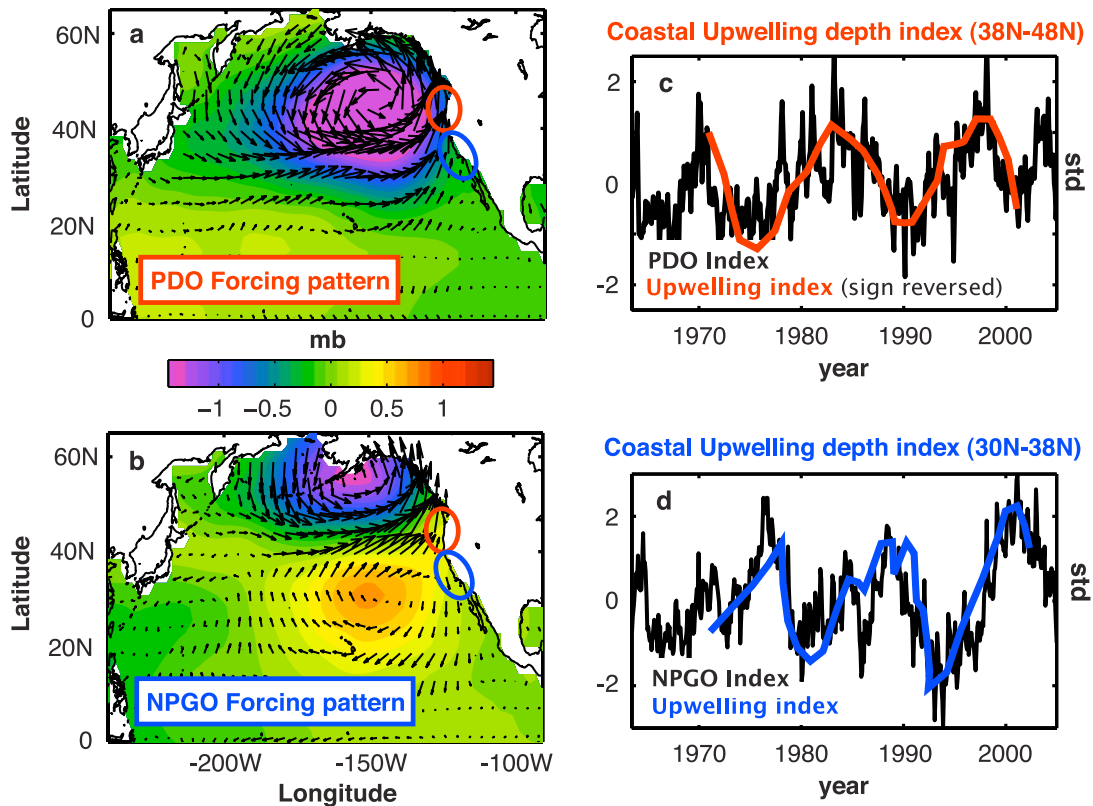 a
60N
40N
20N
0
Latitude
PDO Forcing pattern
mb
−1 −0.5 0 0.5 1
b
60N
40N
20N
0
Latitude
NPGO Forcing pattern
-200W -150W -100W
Longitude
Coastal Upwelling depth index (38N-48N)
c
2
0
-2
std
PDO Index
Upwelling index (sign reversed)
1970 1980 1990 2000
year
Coastal Upwelling depth index (30N-38N)
d
2
0
-2
std
NPGO Index
Upwelling index
1970 1980 1990 2000
year